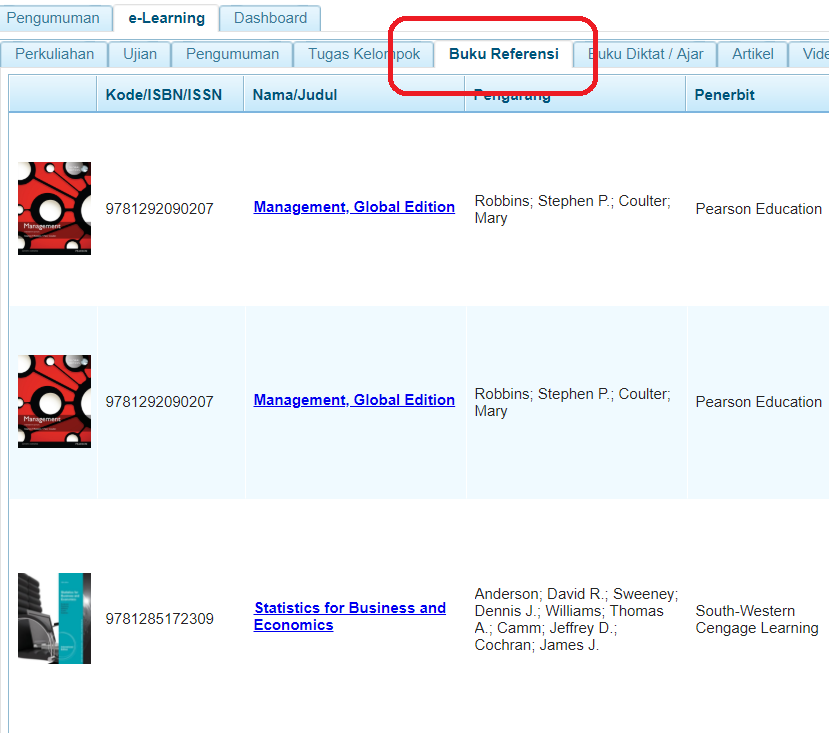 Pengumuman e-Learning Dashboard
Perkuliahan Ujian Pengumuman Tugas Kelompok Buku Referensi Buku Diktat / Ajar Artikel Vide
Kode/ISBN/ISSN Nama/Judul Pengarang Penerbit
Management
9781292090207 Management, Global Edition Robbins; Stephen P.; Coulter;
Mary
Pearson Education
Management
9781292090207 Management, Global Edition Robbins; Stephen P.; Coulter;
Mary
Pearson Education
9781285172309
Statistics for Business and
Economics
Anderson; David R.; Sweeney;
Dennis J.; Williams; Thomas
A.; Camm; Jeffrey D.;
Cochran; James J.
South-Western
Cengage Learning